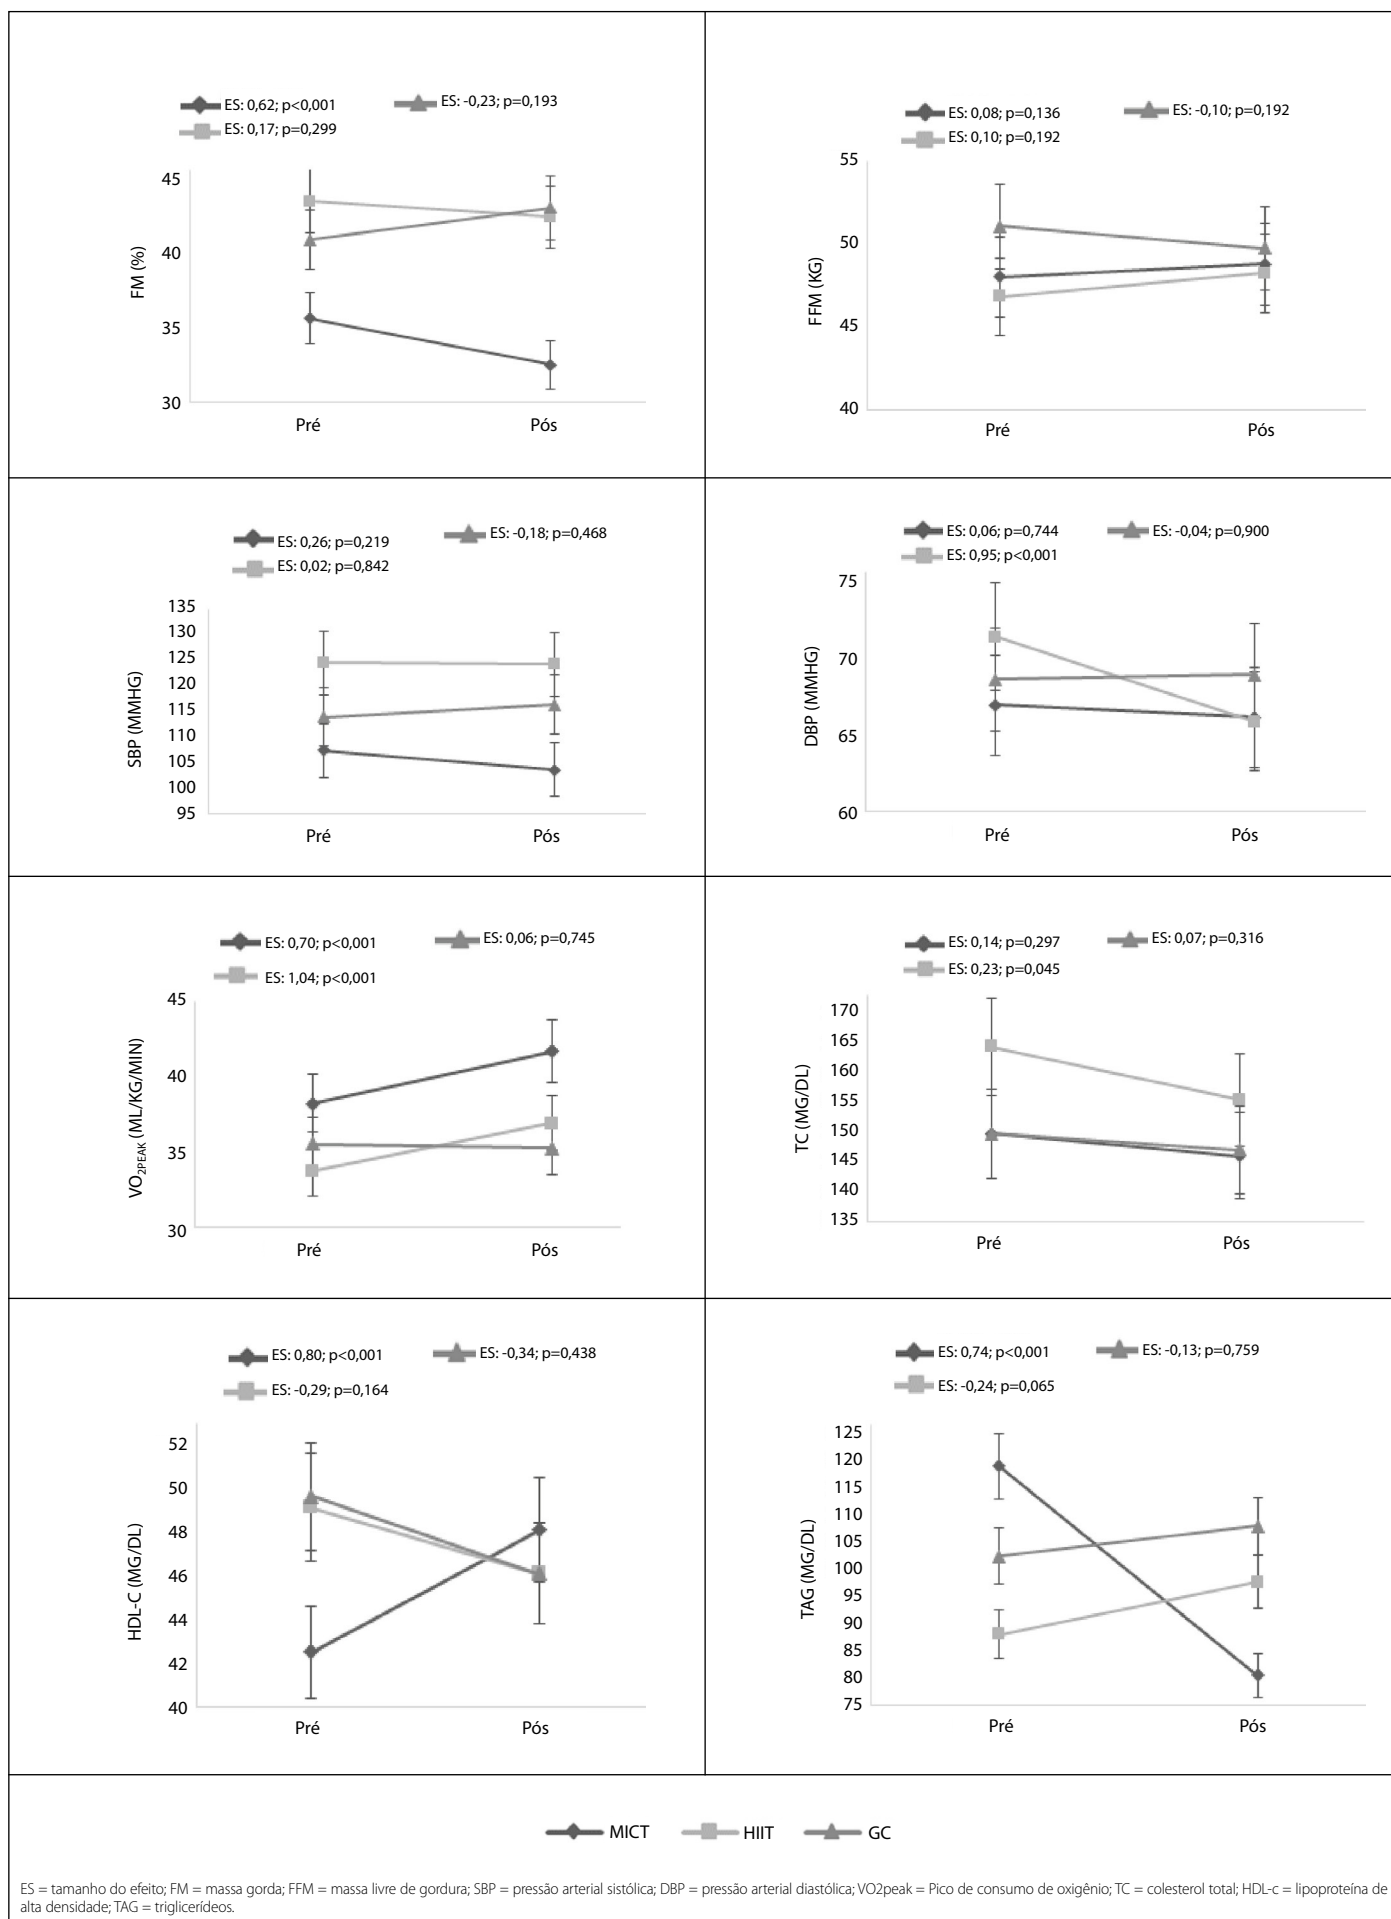 ES: 0,62; p<0,001
ES: -0,23; p=0,193
ES: 0,17; p=0,299
45
40
35
30
FM (%)
Pré
Pós
ES: 0,08; p=0,136
ES: -0,10; p=0,192
ES: 0,10; p=0,192
55
50
45
40
FFM (KG)
Pré
Pós
ES: 0,26; p=0,219
ES: -0,18; p=0,468
ES: 0,02; p=0,842
135
130
125
120
115
110
105
100
95
SBP (MMHG)
Pré
Pós
ES: 0,06; p=0,744
ES: -0,04; p=0,900
ES: 0,95; p<0,001
75
70
65
60
DBP (MMHG)
Pré
Pós
ES: 0,70; p<0,001
ES: 0,06; p=0,745
ES: 1,04; p<0,001
45
40
35
30
VO2PEAK (ML/KG/MIN)
Pré
Pós
ES: 0,14; p=0,297
ES: 0,07; p=0,316
ES: 0,23; p=0,045
170
165
160
155
150
145
140
135
TC (MG/DL)
Pré
Pós
ES: 0,80; p<0,001
ES: -0,34; p=0,438
ES: -0,29; p=0,164
52
50
48
46
44
42
40
HDL-C (MG/DL)
Pré
Pós
ES: 0,74; p<0,001
ES: -0,13; p=0,759
ES: -0,24; p=0,065
125
120
115
110
105
100
95
90
85
80
75
TAG (MG/DL)
Pré
Pós
MICT
HIIT
GC
ES = tamanho do efeito; FM = massa gorda; FFM = massa livre de gordura; SBP = pressão arterial sistólica; DBP = pressão arterial diastólica; VO2peak = Pico de consumo de oxigênio; TC = colesterol total; HDL-c = lipoproteína de
alta densidade; TAG = triglicerídeos.